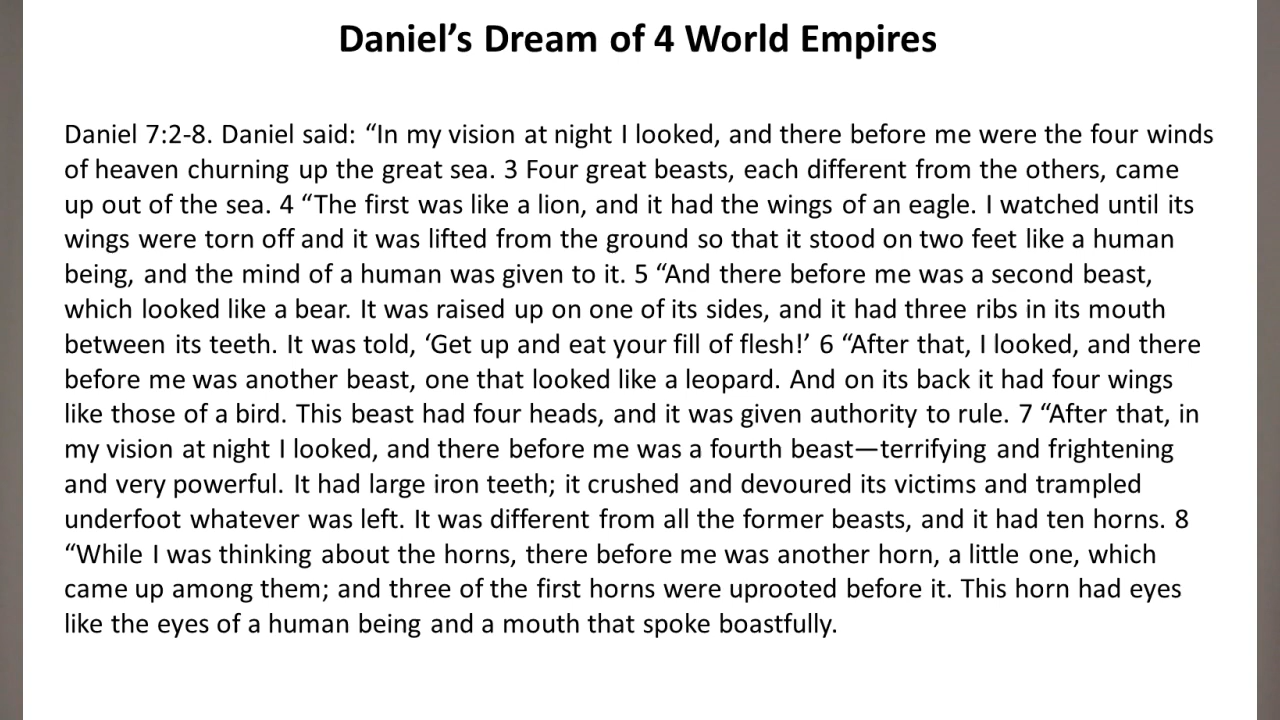 Daniel’s Dream of 4 World Empires
Daniel 7:2-8. Daniel said: “In my vision at night I looked, and there before me were the four winds
of heaven churning up the great sea. 3 Four great beasts, each different from the others, came
up out of the sea. 4 “The first was like a lion, and it had the wings of an eagle. I watched until its
wings were torn off and it was lifted from the ground so that it stood on two feet like a human
being, and the mind of a human was given to it. 5 “And there before me was a second beast,
which looked like a bear. It was raised up on one of its sides, and it had three ribs in its mouth
between its teeth. It was told, ‘Get up and eat your fill of flesh!’ 6 “After that, I looked, and there
before me was another beast, one that looked like a leopard. And on its back it had four wings
like those of a bird. This beast had four heads, and it was given authority to rule. 7 “After that, in
my vision at night I looked, and there before me was a fourth beast—terrifying and frightening
and very powerful. It had large iron teeth; it crushed and devoured its victims and trampled
underfoot whatever was left. It was different from all the former beasts, and it had ten horns. 8
“While I was thinking about the horns, there before me was another horn, a little one, which
came up among them; and three of the first horns were uprooted before it. This horn had eyes
like the eyes of a human being and a mouth that spoke boastfully.